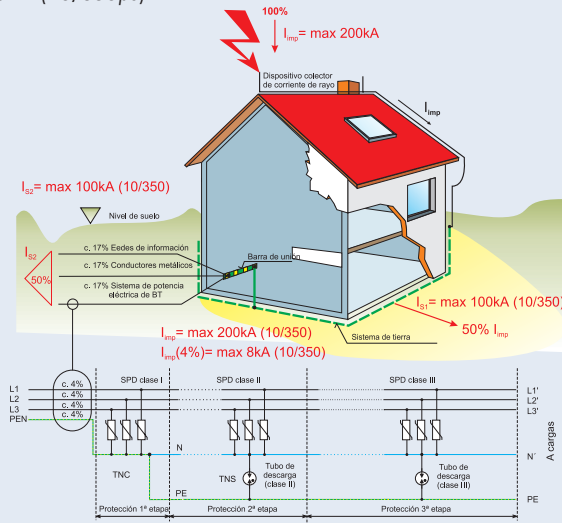 100%
Iimp= max 200kA
Dispositivo colector
de corriente de rayo
Iimp
IS2= max 100kA (10/350)
Nivel de suelo
IS2
50%
c. 17% Eedes de información
c. 17% Conductores metálicos
c. 17% Sistema de potencia
eléctrica de BT
Barra de unión
IS1= max 100kA (10/350)
50% Iimp
Sistema de tierra
Iimp= max 200kA (10/350)
Iimp(4%)= max 8kA (10/350)
SPD clase I
SPD clase II
SPD clase III
L1
L2
L3
PEN
c. 4%
c. 4%
c. 4%
c. 4%
L1'
L2'
L3'
N
N´
A cargas
TNC
TNS
Tubo de
descarga
(clase II)
Tubo de
descarga
(clase III)
PE
PE
Protección 1ª etapa
Protección 2ª etapa
Protección 3ª etapa